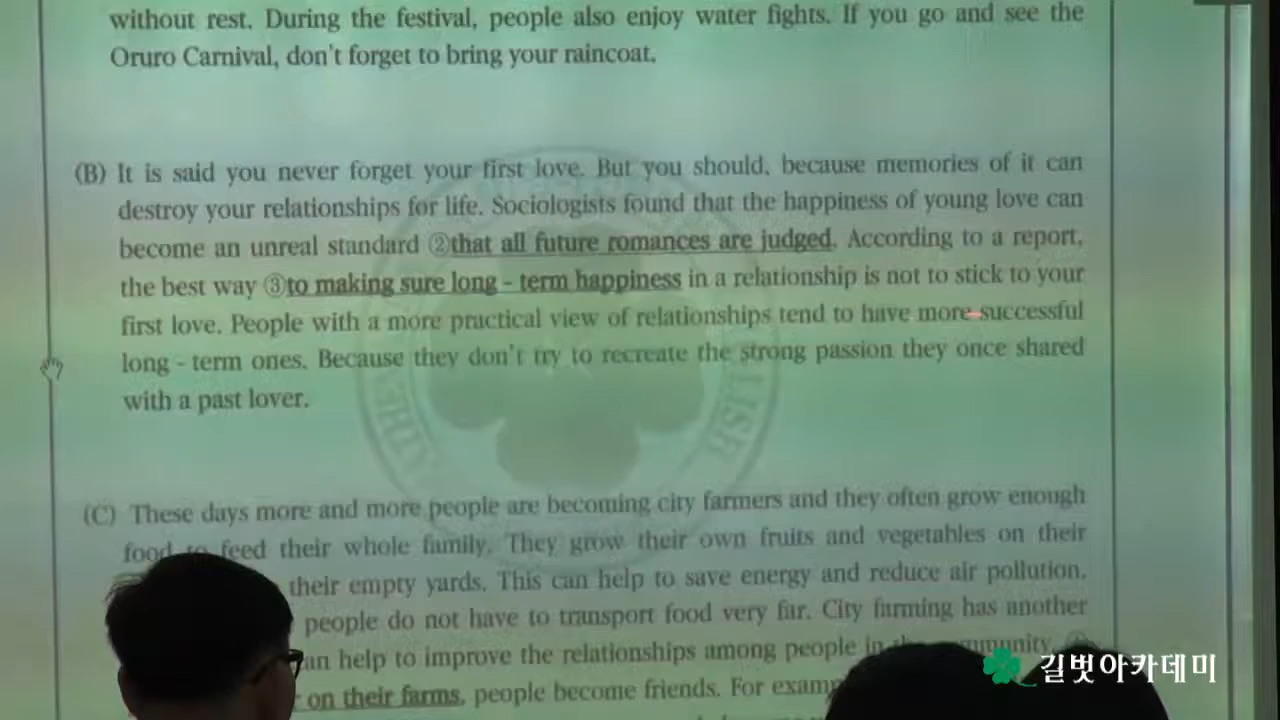 without rest. During the festival, people also enjoy water fights. If you go and see the
Oruro Carnival, don't forget to bring your raincoat.
(B) It is said you never forget your first love. But you should, because memories of it can
destroy your relationships for life. Sociologists found that the happiness of young love can
become an unreal standard ②that all future romances are judged. According to a report,
the best way ③to making sure long - term happiness in a relationship is not to stick to your
first love. People with a more practical view of relationships tend to have more successful
long - term ones. Because they don't try to recreate the strong passion they once shared
with a past lover.
(C) These days more and more people are becoming city farmers and they often grow enough
food to feed their whole family. They grow their own fruits and vegetables on their
their empty yards. This can help to save energy and reduce air pollution.
people do not have to transport food very far. City farming has another
an help to improve the relationships among people in the community.
on their farms, people become friends. For examp
길벗아카데미